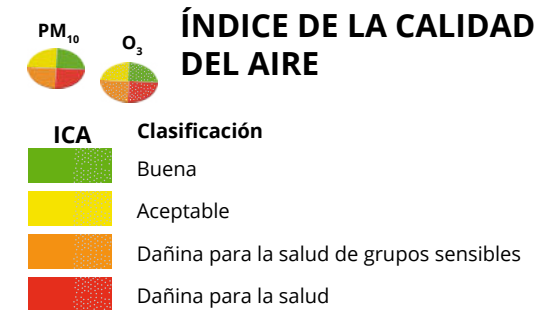 PM10
O3
ÍNDICE DE LA CALIDAD
DEL AIRE
ICA
Clasificación
Buena
Aceptable
Dañina para la salud de grupos sensibles
Dañina para la salud